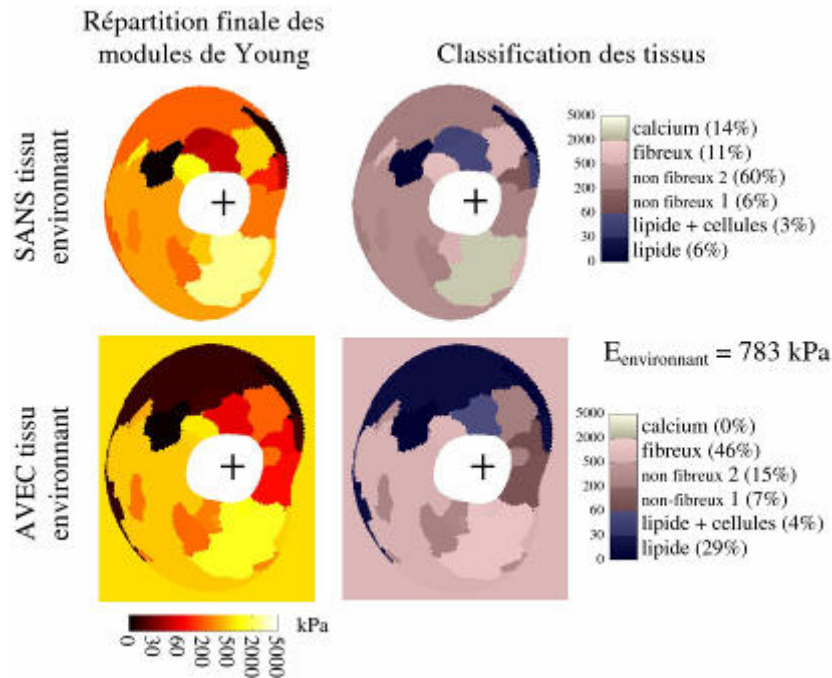 Répartition finale des
modules de Young
Classification des tissus
SANS tissu
environnant
5000
2000
500
200
60
30
0
calcium (14%)
fibreux (11%)
non fibreux 2 (60%)
non fibreux 1 (6%)
lipide + cellules (3%)
lipide (6%)
AVEC tissu
environnant
Eenvironnant = 783 kPa
5000
2000
500
200
60
30
0
calcium (0%)
fibreux (46%)
non fibreux 2 (15%)
non-fibreux 1 (7%)
lipide + cellules (4%)
lipide (29%)
kPa
0
30
60
200
500
2000
5000